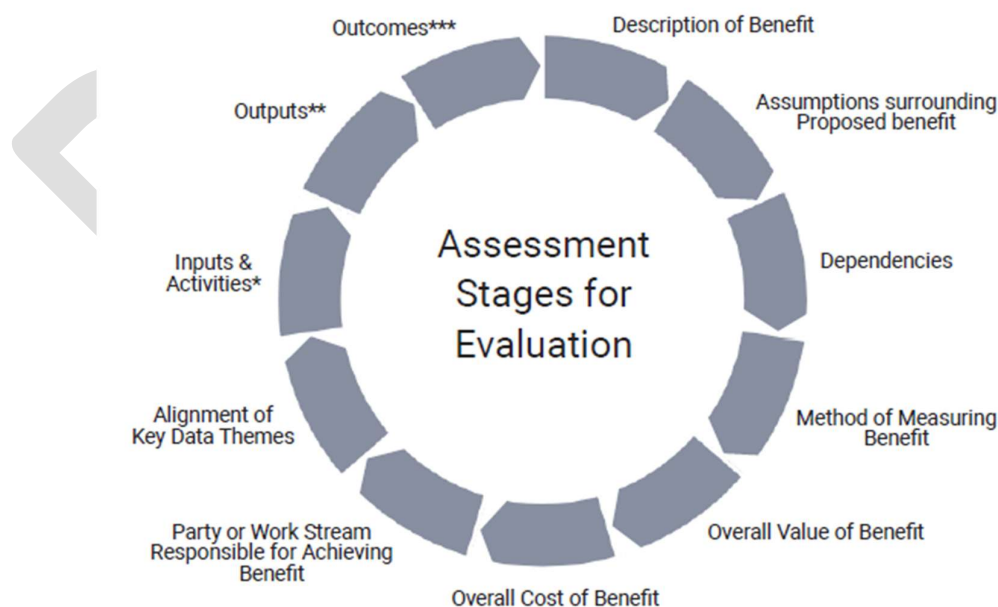 Assessment
Stages for
Evaluation
Description of Benefit
Assumptions surrounding
Proposed benefit
Dependencies
Method of Measuring
Benefit
Overall Value of Benefit
Overall Cost of Benefit
Party or Work Stream
Responsible for Achieving
Benefit
Alignment of
Key Data Themes
Inputs &
Activities*
Outputs**
Outcomes***